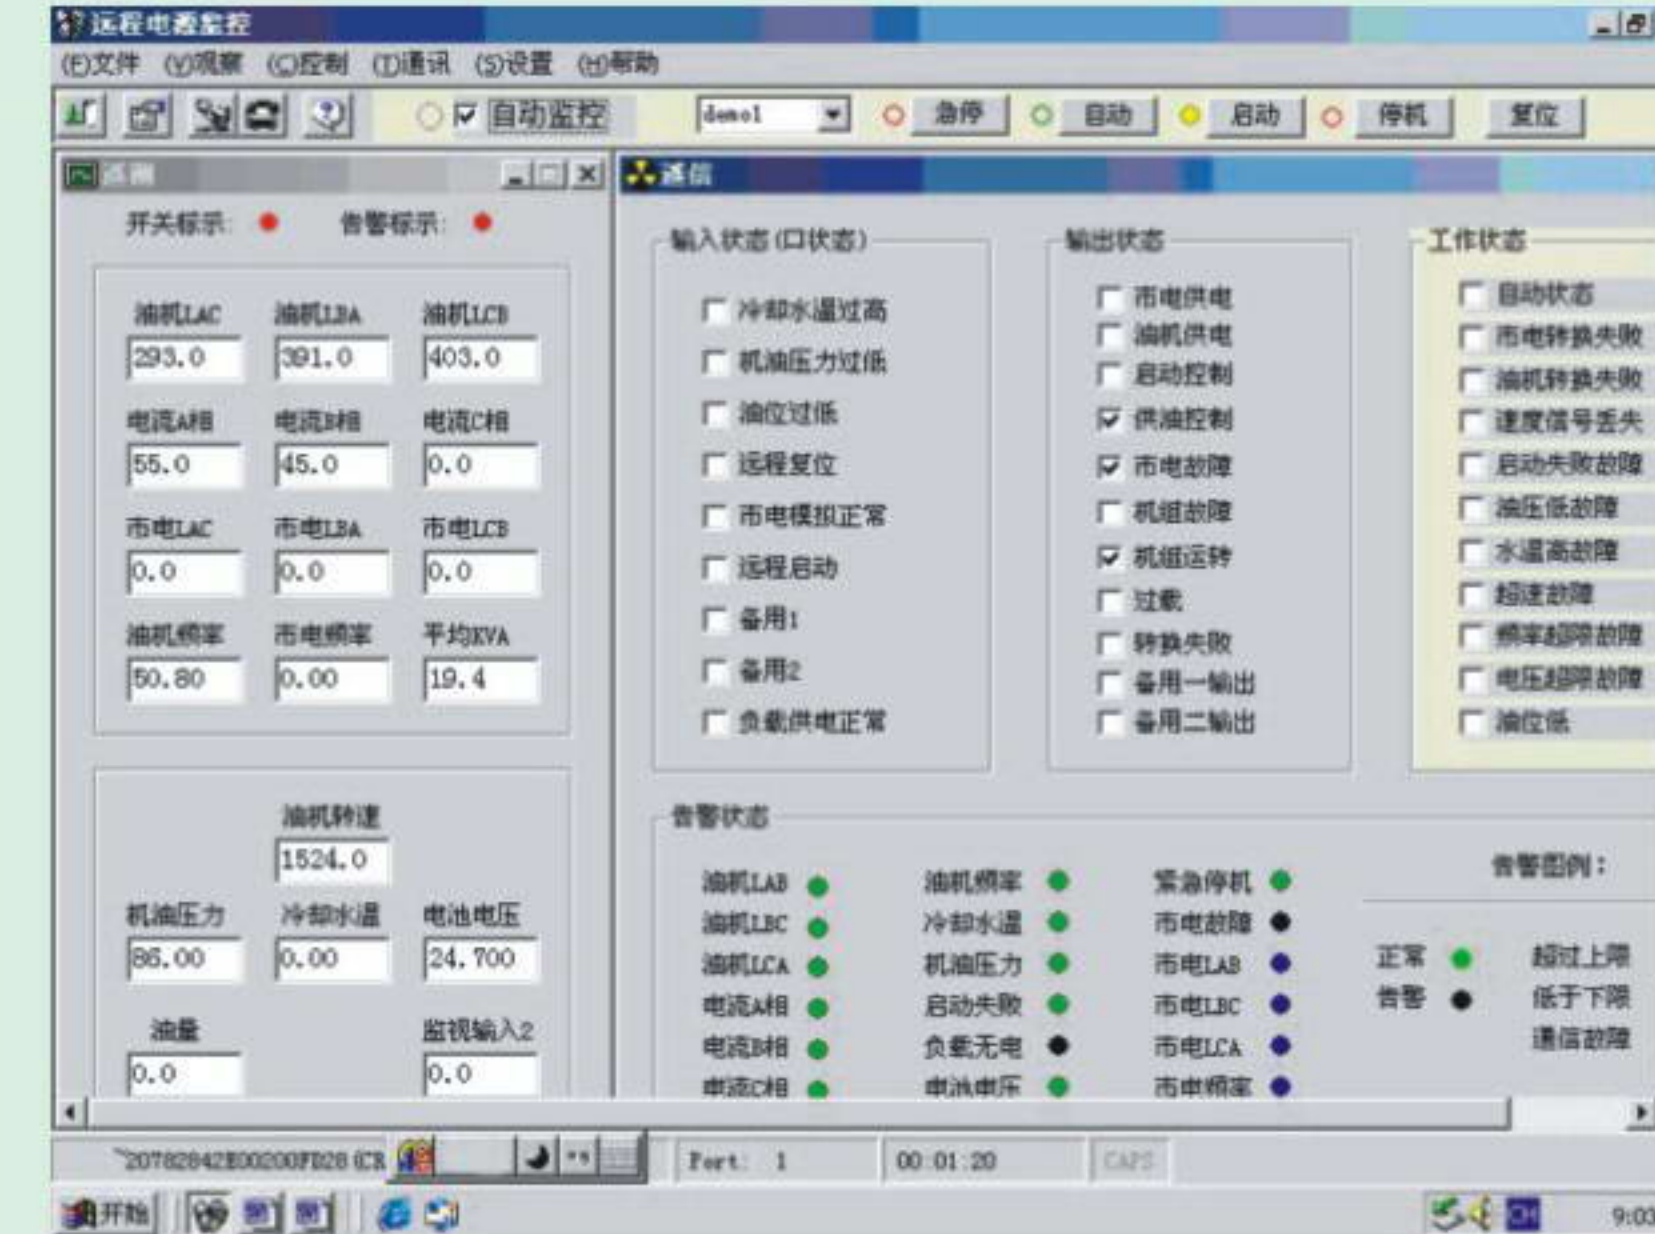 远程电源监控
(F)文件 (V)观察 (C)控制 (T)通讯 (S)设置 (H)帮助
自动监控 demo1 急停 自动 启动 停机 复位
遥测
遥信
开关标示: 告警标示:
油机LAC 油机LBA 油机LCB
293.0 391.0 403.0
电流A相 电流B相 电流C相
55.0 45.0 0.0
市电LAC 市电LBA 市电LCB
0.0 0.0 0.0
油机频率 市电频率 平均KVA
50.80 0.00 19.4
油机转速
1524.0
机油压力 冷却水温 电池电压
86.00 0.00 24.700
油量 监视输入2
0.0 0.0
输入状态(口状态)
冷却水温过高
机油压力过低
油位过低
远程复位
市电模拟正常
远程启动
备用1
备用2
负载供电正常
输出状态
市电供电
油机供电
启动控制
供油控制
市电故障
机组故障
机组运转
过载
转换失败
备用一输出
备用二输出
工作状态
自动状态
市电转换失败
油机转换失败
速度信号丢失
启动失败故障
油压低故障
水温高故障
超速故障
频率超限故障
电压超限故障
油位低
告警状态
油机LAB 油机频率 紧急停机
油机LBC 冷却水温 市电故障
油机LCA 机油压力 市电LAB
电流A相 启动失败 市电LBC
电流B相 负载无电 市电LCA
电流C相 电池电压 市电频率
告警图例：
正常 超过上限
告警 低于下限
通信故障
~20782842E00200FD28 (CR Port: 1 00:01:20 CAPS
开始 CH 9:03